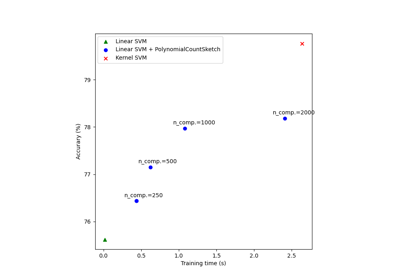 Linear SVM
Linear SVM + PolynomialCountSketch
Kernel SVM
79
n_comp.=2000
n_comp.=1000
78
n_comp.=500
77
n_comp.=250
76
Accurary (%)
0.0 0.5 1.0 1.5 2.0 2.5
Training time (s)